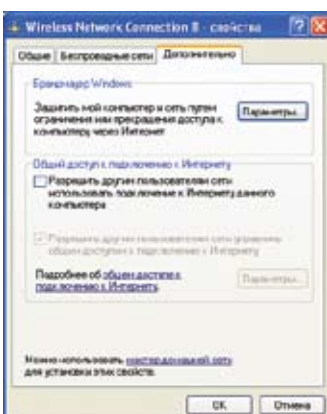 Wireless Network Connection 8 - свойства
Общие
Беспроводные сети
Дополнительно
Брандмауэр Windows
Защитить мой компьютер и сеть путем
ограничения или прекращения доступа к
компьютеру через Интернет
Параметры...
Общий доступ к подключению к Интернету
Разрешить другим пользователям сети
использовать подключение к Интернету данного
компьютера
Разрешить другим пользователям сети управлять
общим доступом к подключению к Интернету
Подробнее об общем доступе к
подключению к Интернету.
Параметры...
Можно использовать мастер домашней сети
для установки этих свойств.
OK
Отмена